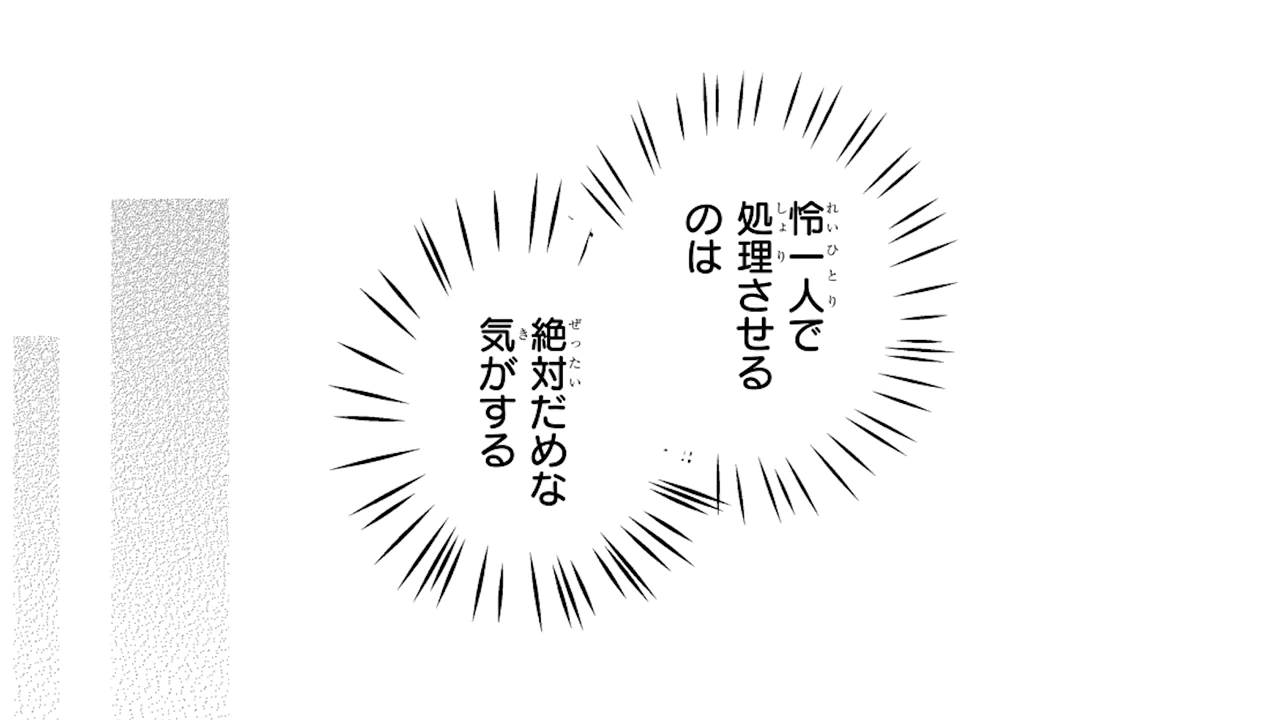 怜一人で
処理させる
のは
絶対だめな
気がする